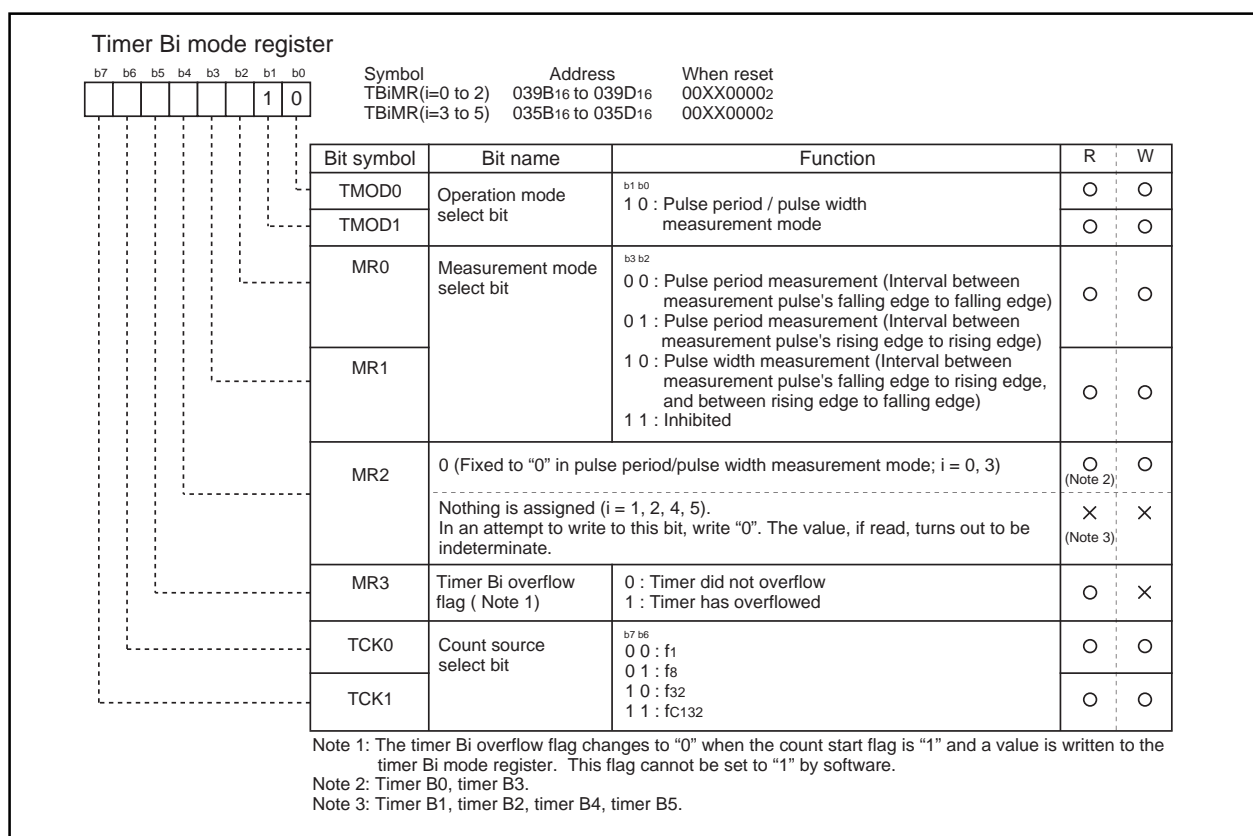 Timer Bi mode register
b7 b6 b5 b4 b3 b2 b1 b0
1 0
Symbol Address When reset
TBiMR(i=0 to 2) 039B16 to 039D16 00XX00002
TBiMR(i=3 to 5) 035B16 to 035D16 00XX00002
Bit symbol Bit name Function R W
TMOD0
TMOD1
Operation mode
select bit
b1 b0
1 0 : Pulse period / pulse width
measurement mode
MR0
MR1
Measurement mode
select bit
b3 b2
0 0 : Pulse period measurement (Interval between
measurement pulse's falling edge to falling edge)
0 1 : Pulse period measurement (Interval between
measurement pulse's rising edge to rising edge)
1 0 : Pulse width measurement (Interval between
measurement pulse's falling edge to rising edge,
and between rising edge to falling edge)
1 1 : Inhibited
MR2
0 (Fixed to “0” in pulse period/pulse width measurement mode; i = 0, 3)
(Note 2)
Nothing is assigned (i = 1, 2, 4, 5).
In an attempt to write to this bit, write “0”. The value, if read, turns out to be
indeterminate.
(Note 3)
MR3
Timer Bi overflow
flag ( Note 1)
0 : Timer did not overflow
1 : Timer has overflowed
TCK0
TCK1
Count source
select bit
b7 b6
0 0 : f1
0 1 : f8
1 0 : f32
1 1 : fC132
Note 1: The timer Bi overflow flag changes to “0” when the count start flag is “1” and a value is written to the
timer Bi mode register. This flag cannot be set to “1” by software.
Note 2: Timer B0, timer B3.
Note 3: Timer B1, timer B2, timer B4, timer B5.